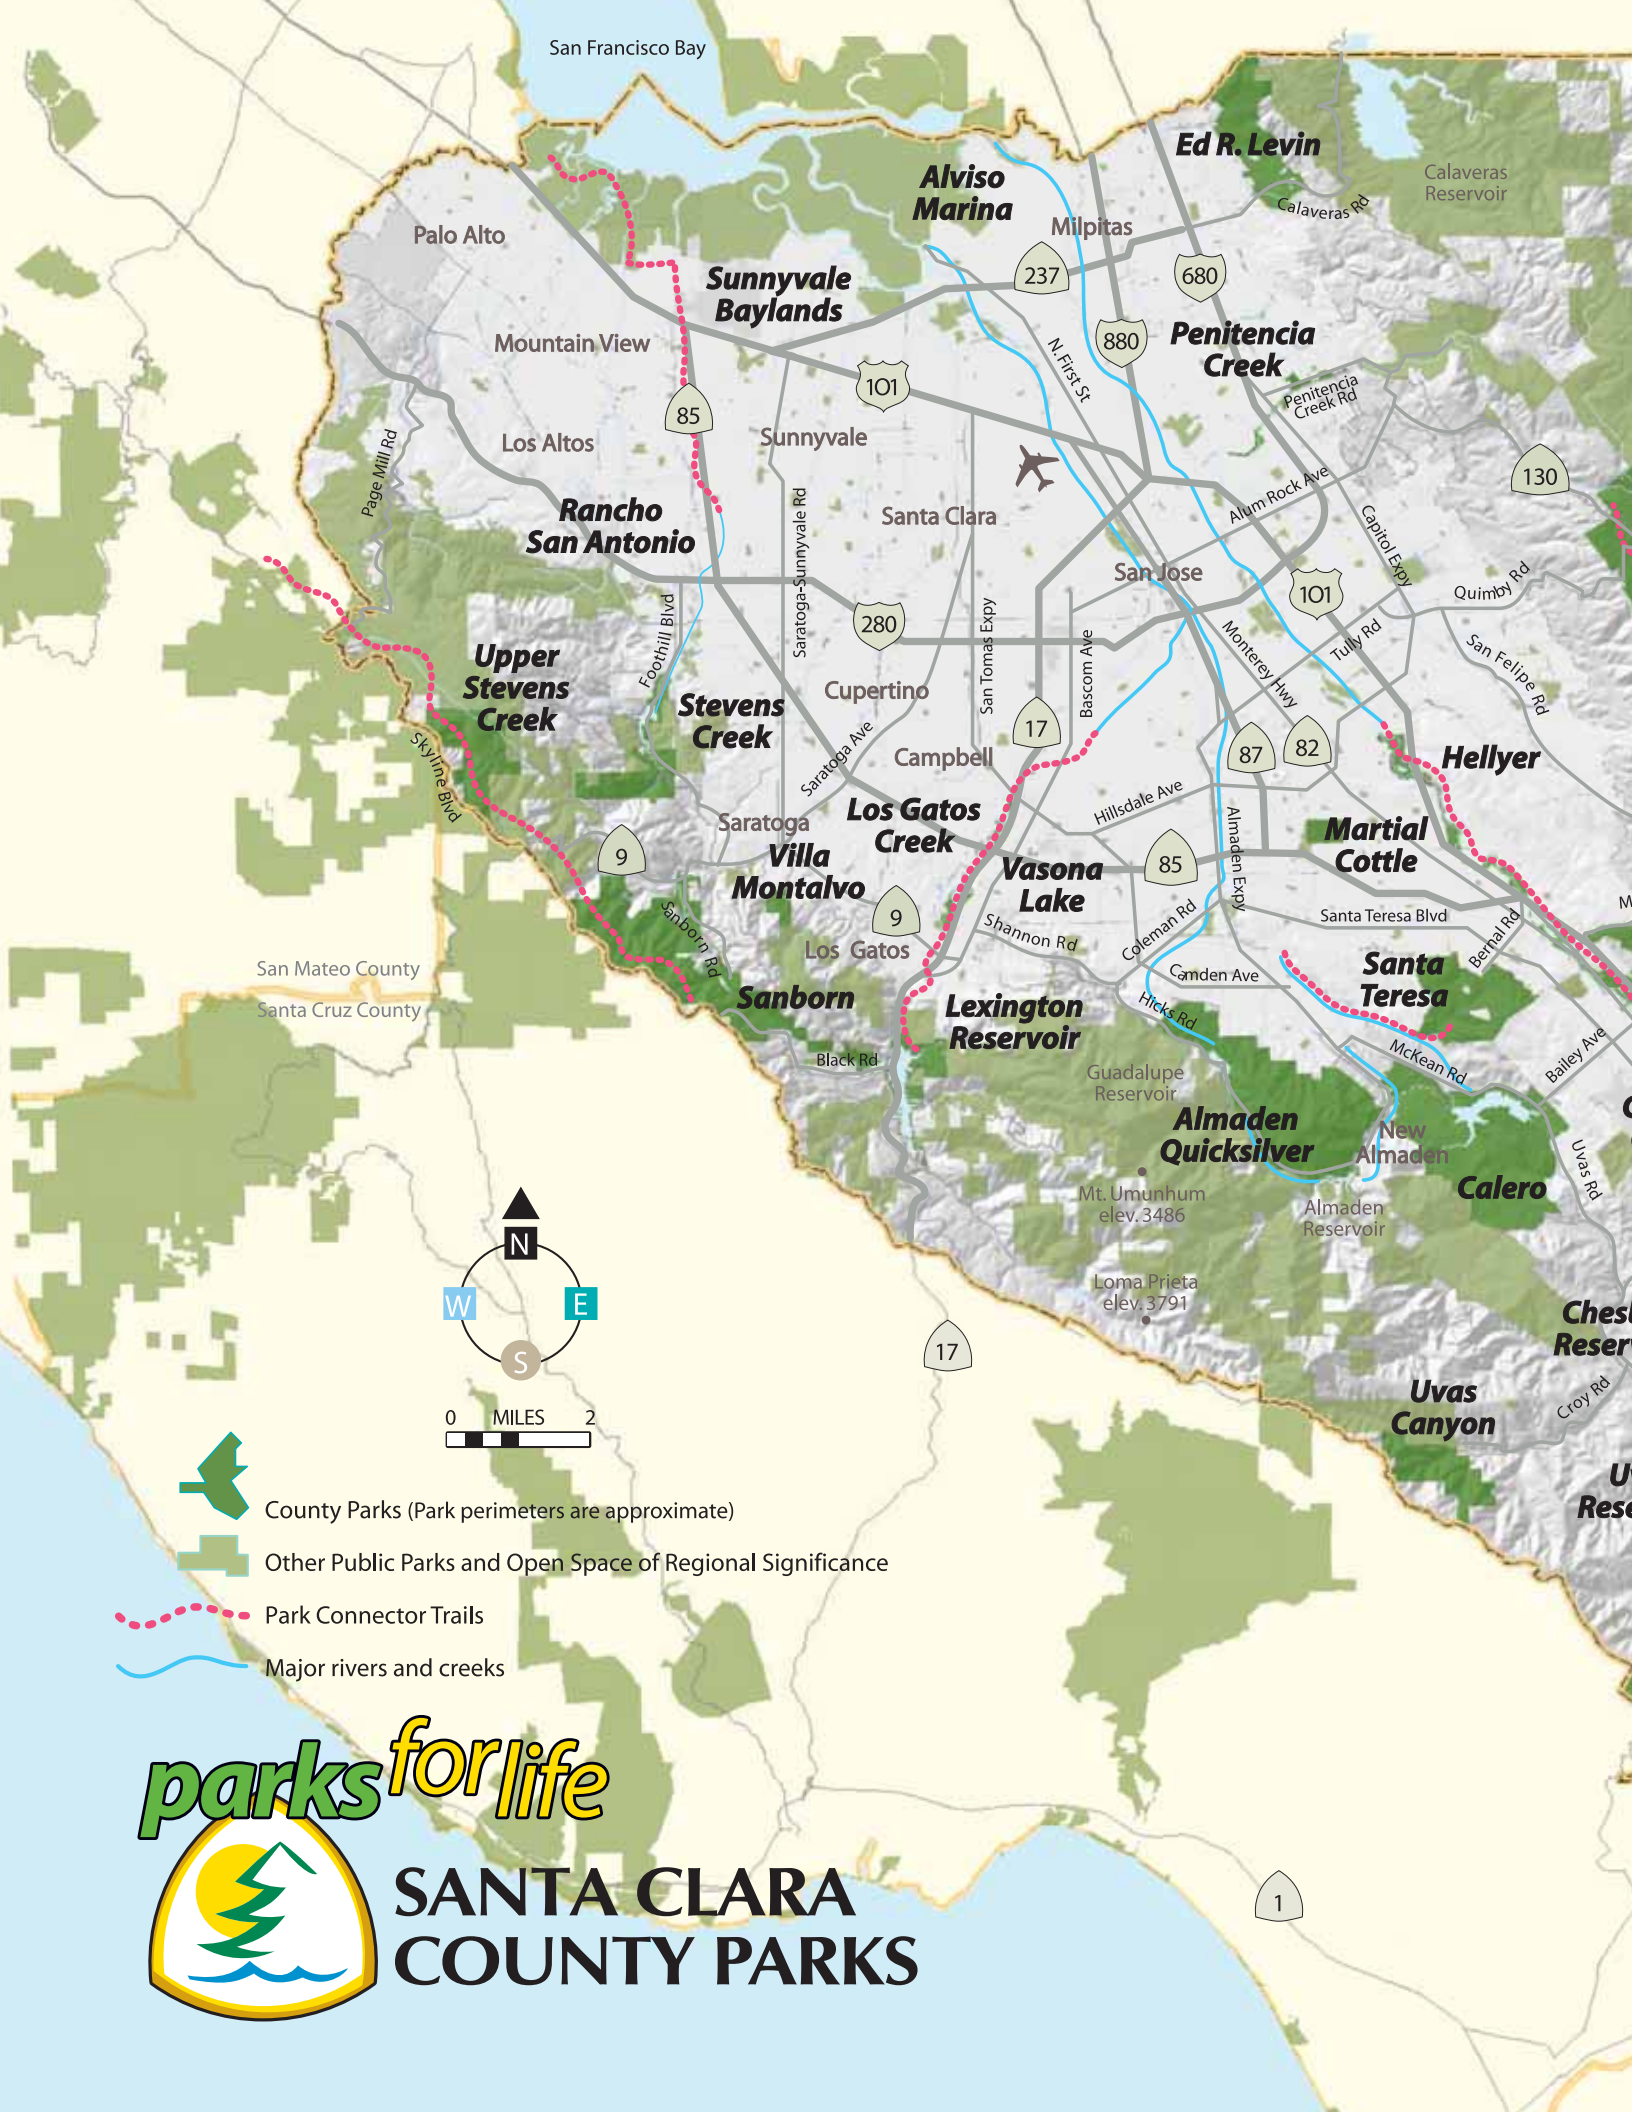 San Francisco Bay
Ed R. Levin
Calaveras
Reservoir
Alviso
Marina
Calaveras Rd
Milpitas
Palo Alto
237
680
Sunnyvale
Baylands
880
Penitencia
Creek
Mountain View
N. First St
101
Penitencia
Creek Rd
85
Sunnyvale
Los Altos
Page Mill Rd
130
Alum Rock Ave
Rancho
San Antonio
Santa Clara
Saratoga-Sunnyvale Rd
Capitol Expy
San Jose
101
Quimby Rd
280
Foothill Blvd
San Tomas Expy
Bascom Ave
Monterey Hwy
Tully Rd
San Felipe Rd
Upper
Stevens
Creek
Cupertino
Stevens
Creek
17
87
82
Hellyer
Skyline Blvd
Saratoga Ave
Campbell
Hillsdale Ave
Los Gatos
Creek
Saratoga
Martial
Cottle
9
Villa
Montalvo
Vasona
Lake
85
Almaden Expy
9
Sanborn Rd
Shannon Rd
Coleman Rd
Santa Teresa Blvd
Bernal Rd
M
Los Gatos
San Mateo County
Santa Cruz County
Camden Ave
Santa
Teresa
Sanborn
Lexington
Reservoir
Hicks Rd
Black Rd
McKean Rd
Bailey Ave
Guadalupe
Reservoir
Almaden
Quicksilver
New
Almaden
Uvas Rd
Calero
Mt. Umunhum
elev. 3486
Almaden
Reservoir
N
W
E
S
Loma Prieta
elev. 3791
17
Uvas
Canyon
Croy Rd
0 MILES 2
County Parks (Park perimeters are approximate)
Other Public Parks and Open Space of Regional Significance
Park Connector Trails
Major rivers and creeks
parks for life
SANTA CLARA
COUNTY PARKS
1